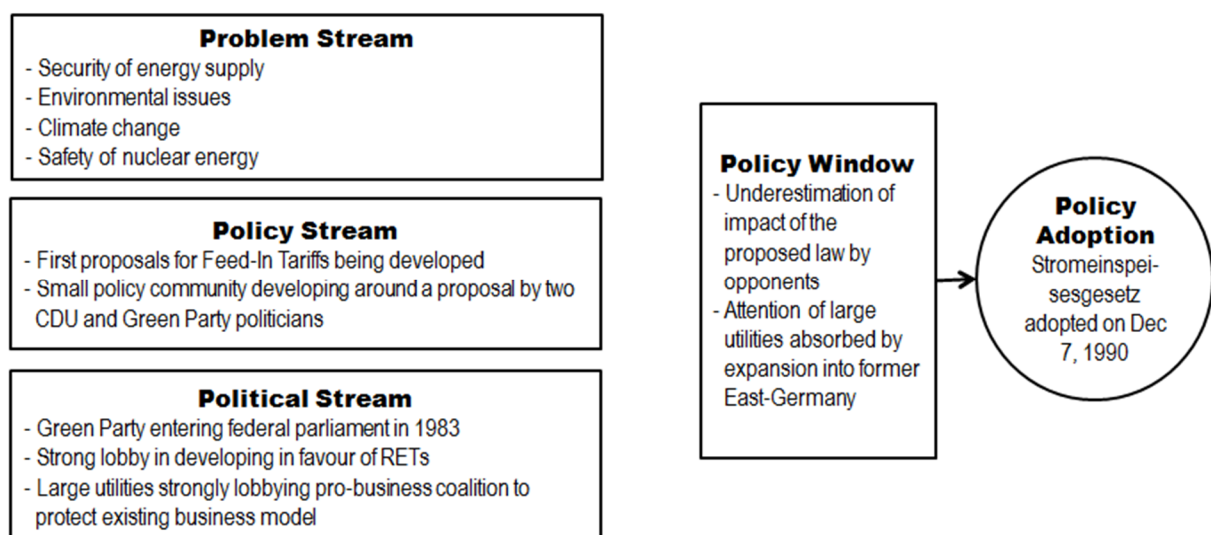 Problem Stream
- Security of energy supply
- Environmental issues
- Climate change
- Safety of nuclear energy
Policy Stream
- First proposals for Feed-In Tariffs being developed
- Small policy community developing around a proposal by two
CDU and Green Party politicians
Political Stream
- Green Party entering federal parliament in 1983
- Strong lobby in developing in favour of RETs
- Large utilities strongly lobbying pro-business coalition to
protect existing business model
Policy Window
- Underestimation of
impact of the
proposed law by
opponents
- Attention of large
utilities absorbed by
expansion into former
East-Germany
Policy
Adoption
Stromeinspei-
sesgesetz
adopted on Dec
7, 1990